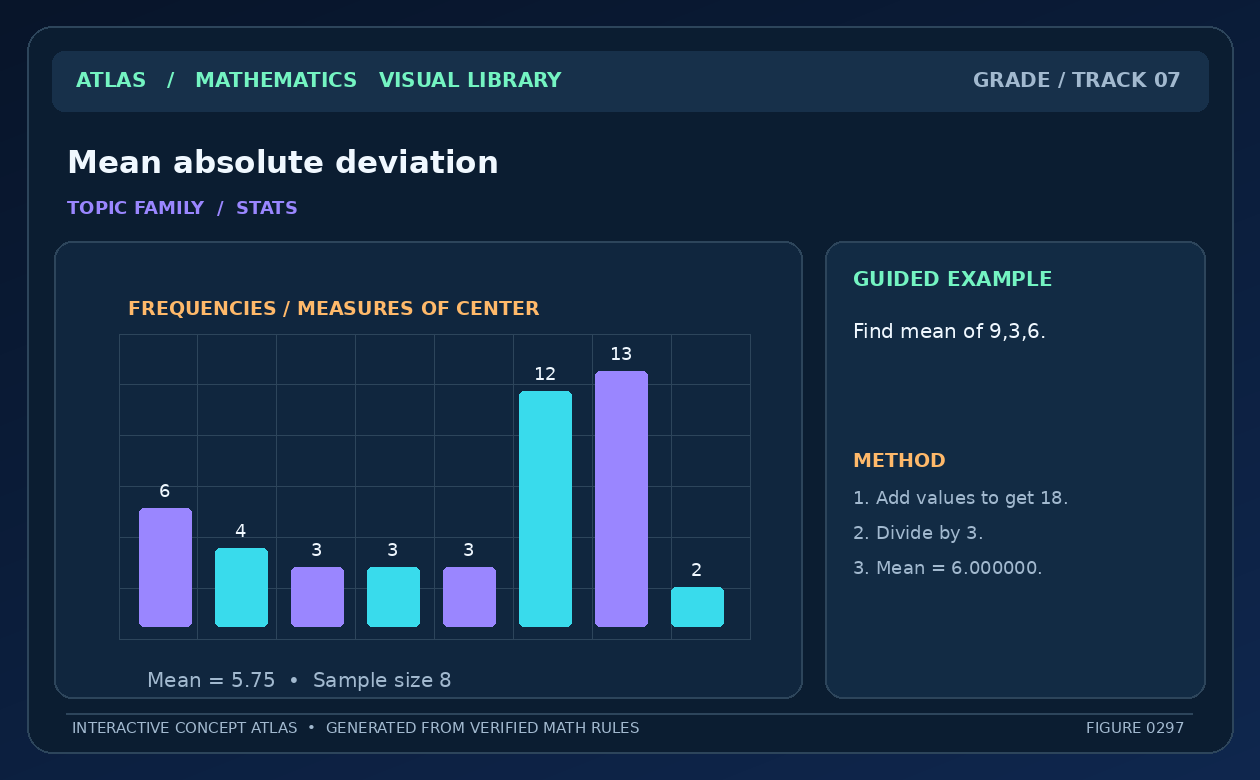 ATLAS / MATHEMATICS VISUAL LIBRARY
GRADE / TRACK 07
Mean absolute deviation
TOPIC FAMILY / STATS
FREQUENCIES / MEASURES OF CENTER
6
4
3
3
3
12
13
2
Mean = 5.75 • Sample size 8
GUIDED EXAMPLE
Find mean of 9,3,6.
METHOD
1. Add values to get 18.
2. Divide by 3.
3. Mean = 6.000000.
INTERACTIVE CONCEPT ATLAS • GENERATED FROM VERIFIED MATH RULES
FIGURE 0297